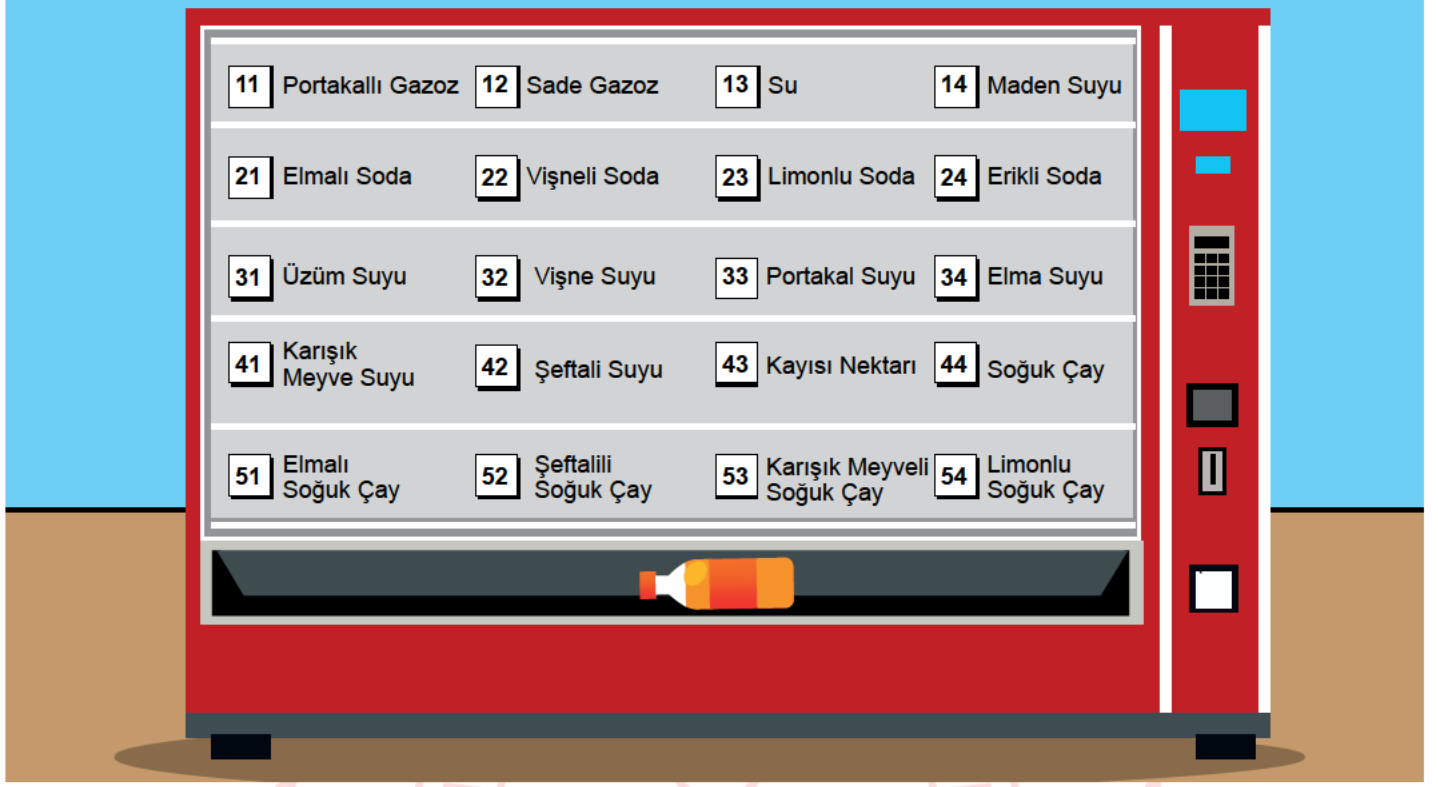 11 Portakallı Gazoz 12 Sade Gazoz 13 Su 14 Maden Suyu
21 Elmalı Soda 22 Vişneli Soda 23 Limonlu Soda 24 Erikli Soda
31 Üzüm Suyu 32 Vişne Suyu 33 Portakal Suyu 34 Elma Suyu
41 Karışık
Meyve Suyu
42 Şeftali Suyu
43 Kayısı Nektarı
44 Soğuk Çay
51 Elmalı
Soğuk Çay
52 Şeftalili
Soğuk Çay
53 Karışık Meyveli
Soğuk Çay
54 Limonlu
Soğuk Çay